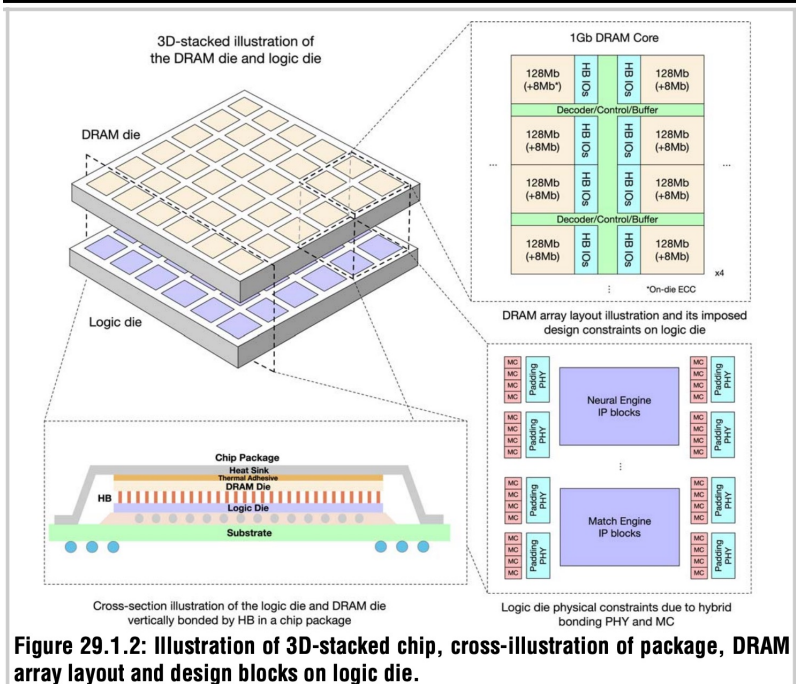 3D-stacked illustration of
the DRAM die and logic die
DRAM die
Logic die
1Gb DRAM Core
128Mb
(+8Mb*)
HB IOs
HB IOs
128Mb
(+8Mb)
Decoder/Control/Buffer
128Mb
(+8Mb)
HB IOs
HB IOs
128Mb
(+8Mb)
...
...
128Mb
(+8Mb)
HB IOs
HB IOs
128Mb
(+8Mb)
Decoder/Control/Buffer
128Mb
(+8Mb)
HB IOs
HB IOs
128Mb
(+8Mb)
x4
⋮
*On-die ECC
DRAM array layout illustration and its imposed
design constraints on logic die
MC
MC
MC
MC
Padding
PHY
MC
MC
MC
MC
Padding
PHY
Neural Engine
IP blocks
MC
MC
MC
MC
Padding
PHY
MC
MC
MC
MC
Padding
PHY
⋮
MC
MC
MC
MC
Padding
PHY
MC
MC
MC
MC
Padding
PHY
Match Engine
IP blocks
MC
MC
MC
MC
Padding
PHY
MC
MC
MC
MC
Padding
PHY
Logic die physical constraints due to hybrid
bonding PHY and MC
Chip Package
Heat Sink
Thermal Adhesive
DRAM Die
HB
Logic Die
Substrate
Cross-section illustration of the logic die and DRAM die
vertically bonded by HB in a chip package
Figure 29.1.2: Illustration of 3D-stacked chip, cross-illustration of package, DRAM
array layout and design blocks on logic die.